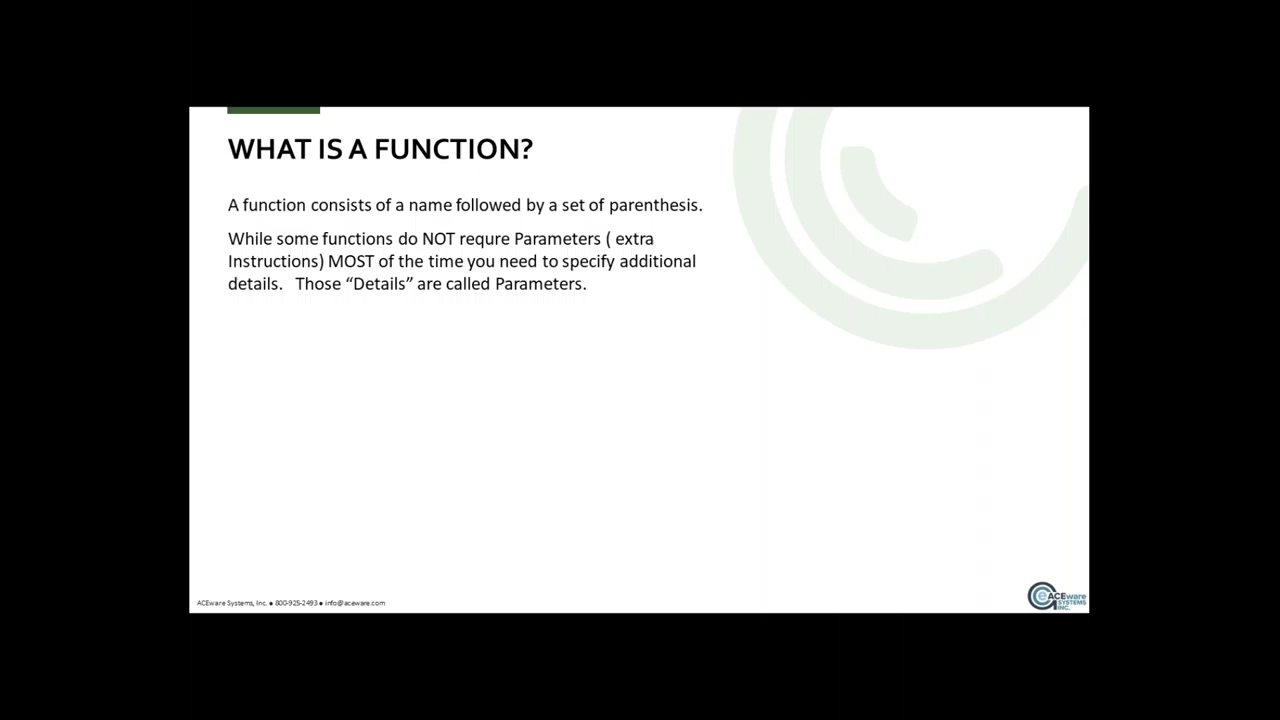 WHAT IS A FUNCTION?
A function consists of a name followed by a set of parenthesis.
While some functions do NOT requre Parameters ( extra
Instructions) MOST of the time you need to specify additional
details. Those “Details” are called Parameters.
ACEware Systems, Inc. ● 800-925-2493 ● info@aceware.com
eACEware
SYSTEMS
INC.